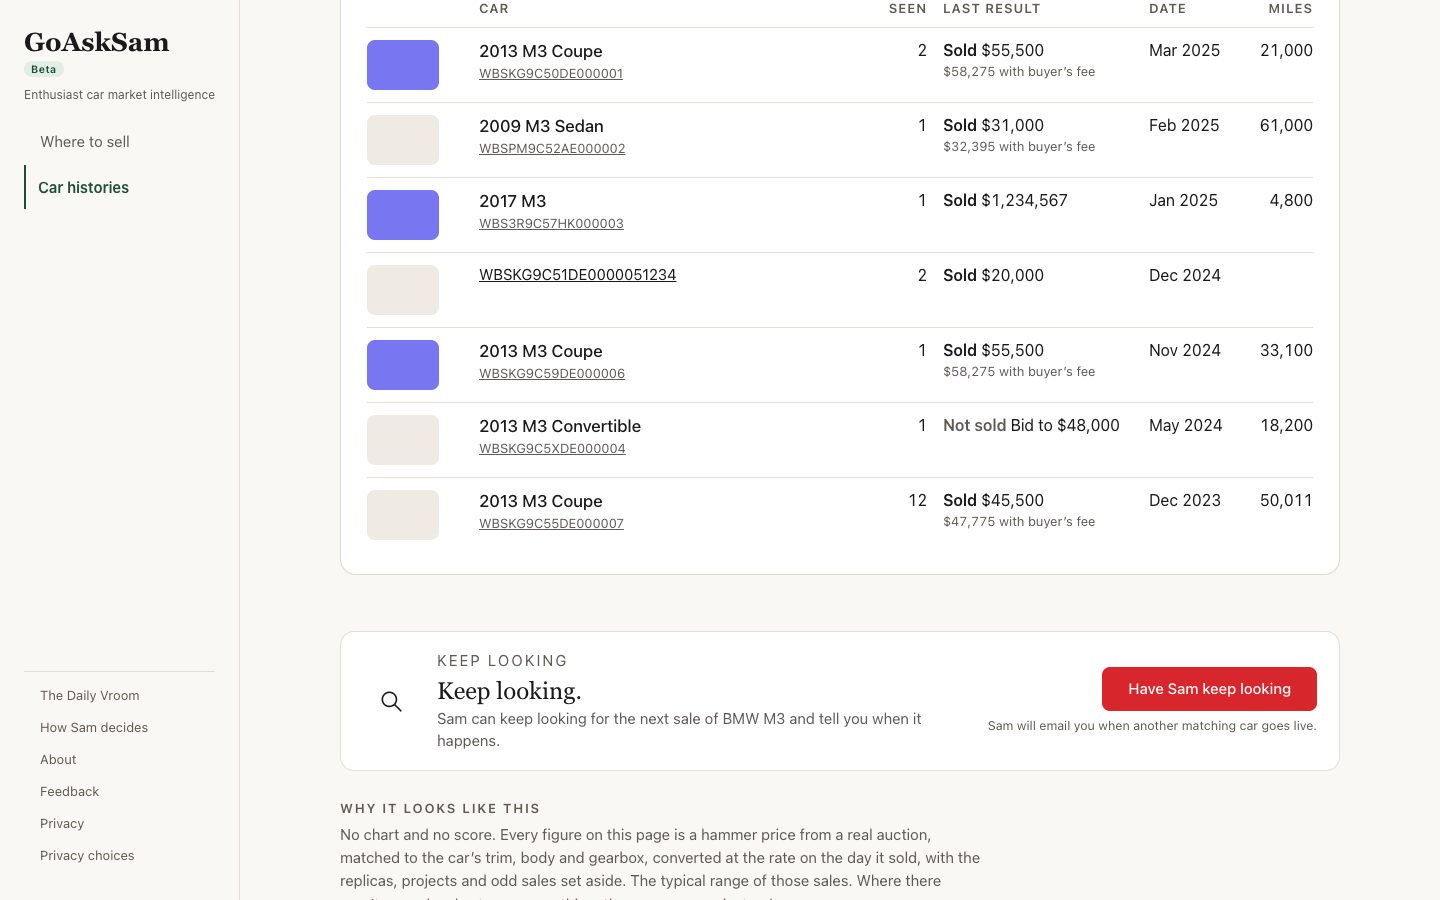 GoAskSam
Beta
Enthusiast car market intelligence
Where to sell
Car histories
The Daily Vroom
How Sam decides
About
Feedback
Privacy
Privacy choices
CAR SEEN LAST RESULT DATE MILES
2013 M3 Coupe 2 Sold $55,500 Mar 2025 21,000
WBSKG9C50DE000001 $58,275 with buyer’s fee
2009 M3 Sedan 1 Sold $31,000 Feb 2025 61,000
WBSPM9C52AE000002 $32,395 with buyer’s fee
2017 M3 1 Sold $1,234,567 Jan 2025 4,800
WBS3R9C57HK000003
WBSKG9C51DE0000051234 2 Sold $20,000 Dec 2024
2013 M3 Coupe 1 Sold $55,500 Nov 2024 33,100
WBSKG9C59DE000006 $58,275 with buyer’s fee
2013 M3 Convertible 1 Not sold Bid to $48,000 May 2024 18,200
WBSKG9C5XDE000004
2013 M3 Coupe 12 Sold $45,500 Dec 2023 50,011
WBSKG9C55DE000007 $47,775 with buyer’s fee
KEEP LOOKING
Keep looking.
Sam can keep looking for the next sale of BMW M3 and tell you when it
happens.
Have Sam keep looking
Sam will email you when another matching car goes live.
WHY IT LOOKS LIKE THIS
No chart and no score. Every figure on this page is a hammer price from a real auction,
matched to the car’s trim, body and gearbox, converted at the rate on the day it sold, with the
replicas, projects and odd sales set aside. The typical range of those sales. Where there